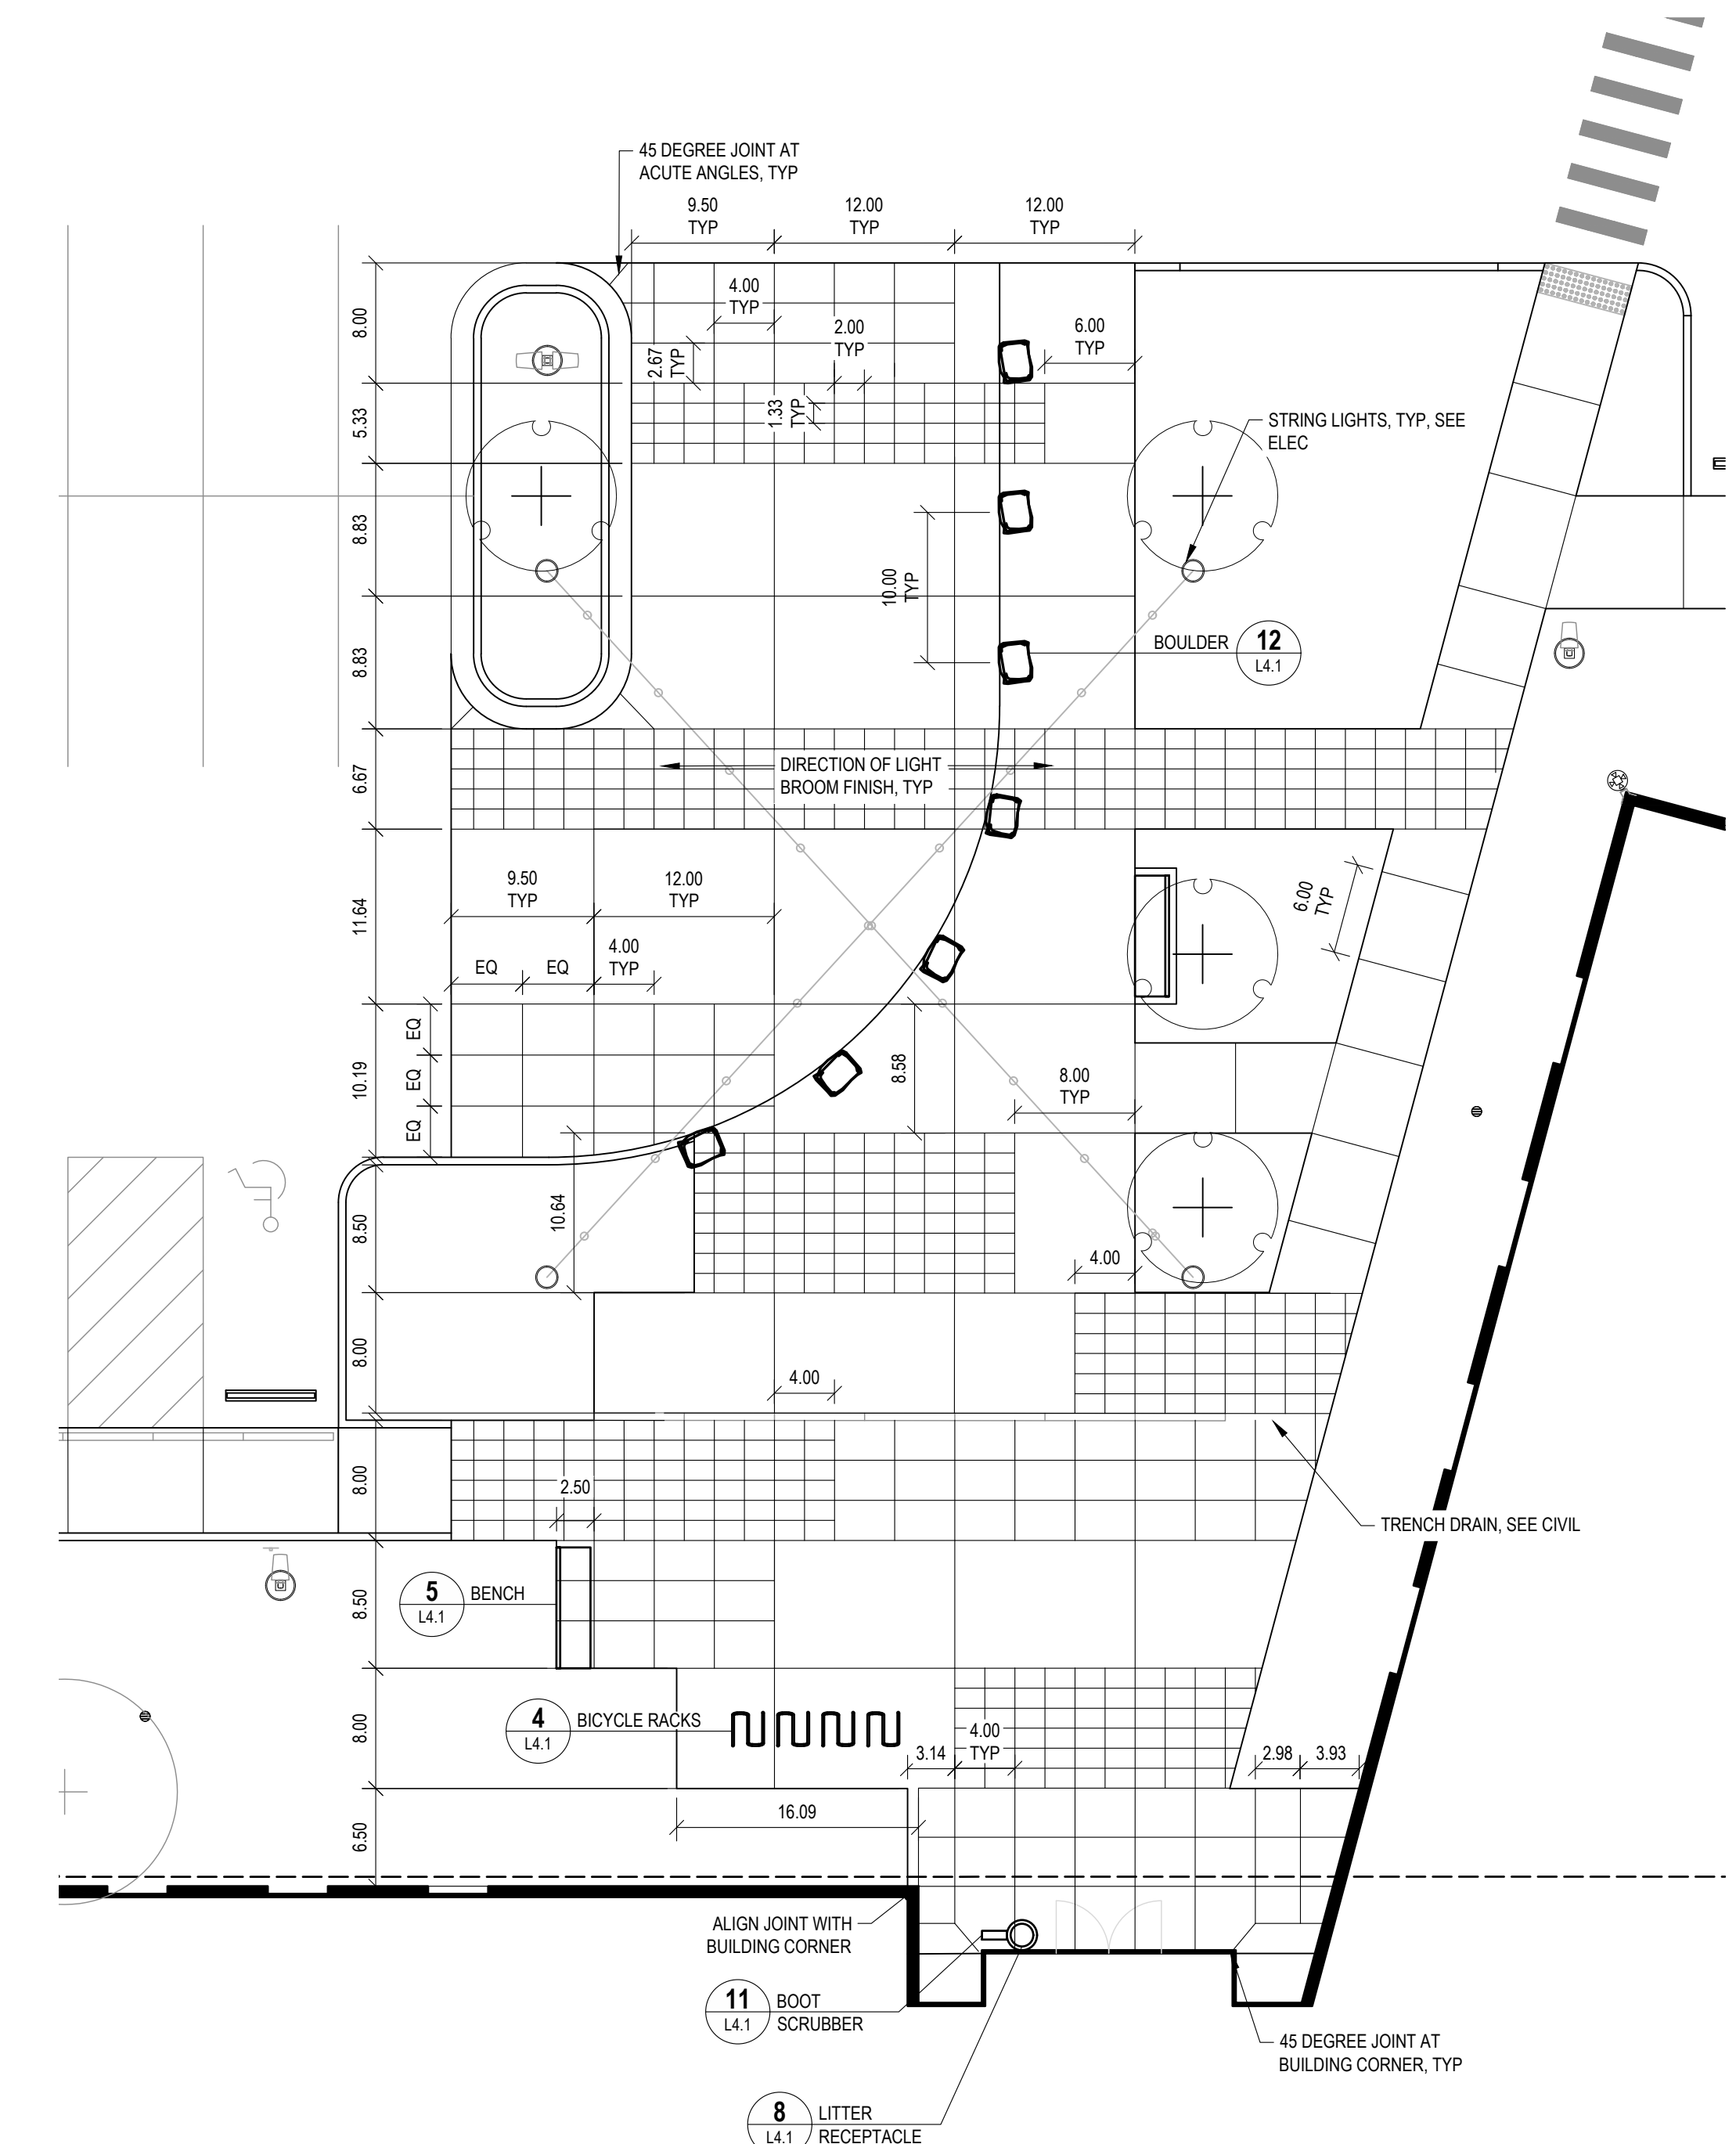 45 DEGREE JOINT AT
ACUTE ANGLES, TYP
9.50
TYP
12.00
TYP
12.00
TYP
8.00
4.00
TYP
2.00
TYP
6.00
TYP
2.67
TYP
1.33
TYP
5.33
STRING LIGHTS, TYP, SEE
ELEC
8.83
10.00
TYP
8.83
BOULDER
12
L4.1
6.67
DIRECTION OF LIGHT
BROOM FINISH, TYP
11.64
9.50
TYP
12.00
TYP
6.00
TYP
4.00
TYP
EQ
EQ
10.19
EQ
EQ
EQ
8.58
8.00
TYP
8.50
10.64
4.00
8.00
4.00
8.00
2.50
TRENCH DRAIN, SEE CIVIL
8.50
5
L4.1
BENCH
8.00
4
L4.1
BICYCLE RACKS
3.14
4.00
TYP
2.98
3.93
16.09
6.50
ALIGN JOINT WITH
BUILDING CORNER
11
L4.1
BOOT
SCRUBBER
45 DEGREE JOINT AT
BUILDING CORNER, TYP
8
L4.1
LITTER
RECEPTACLE